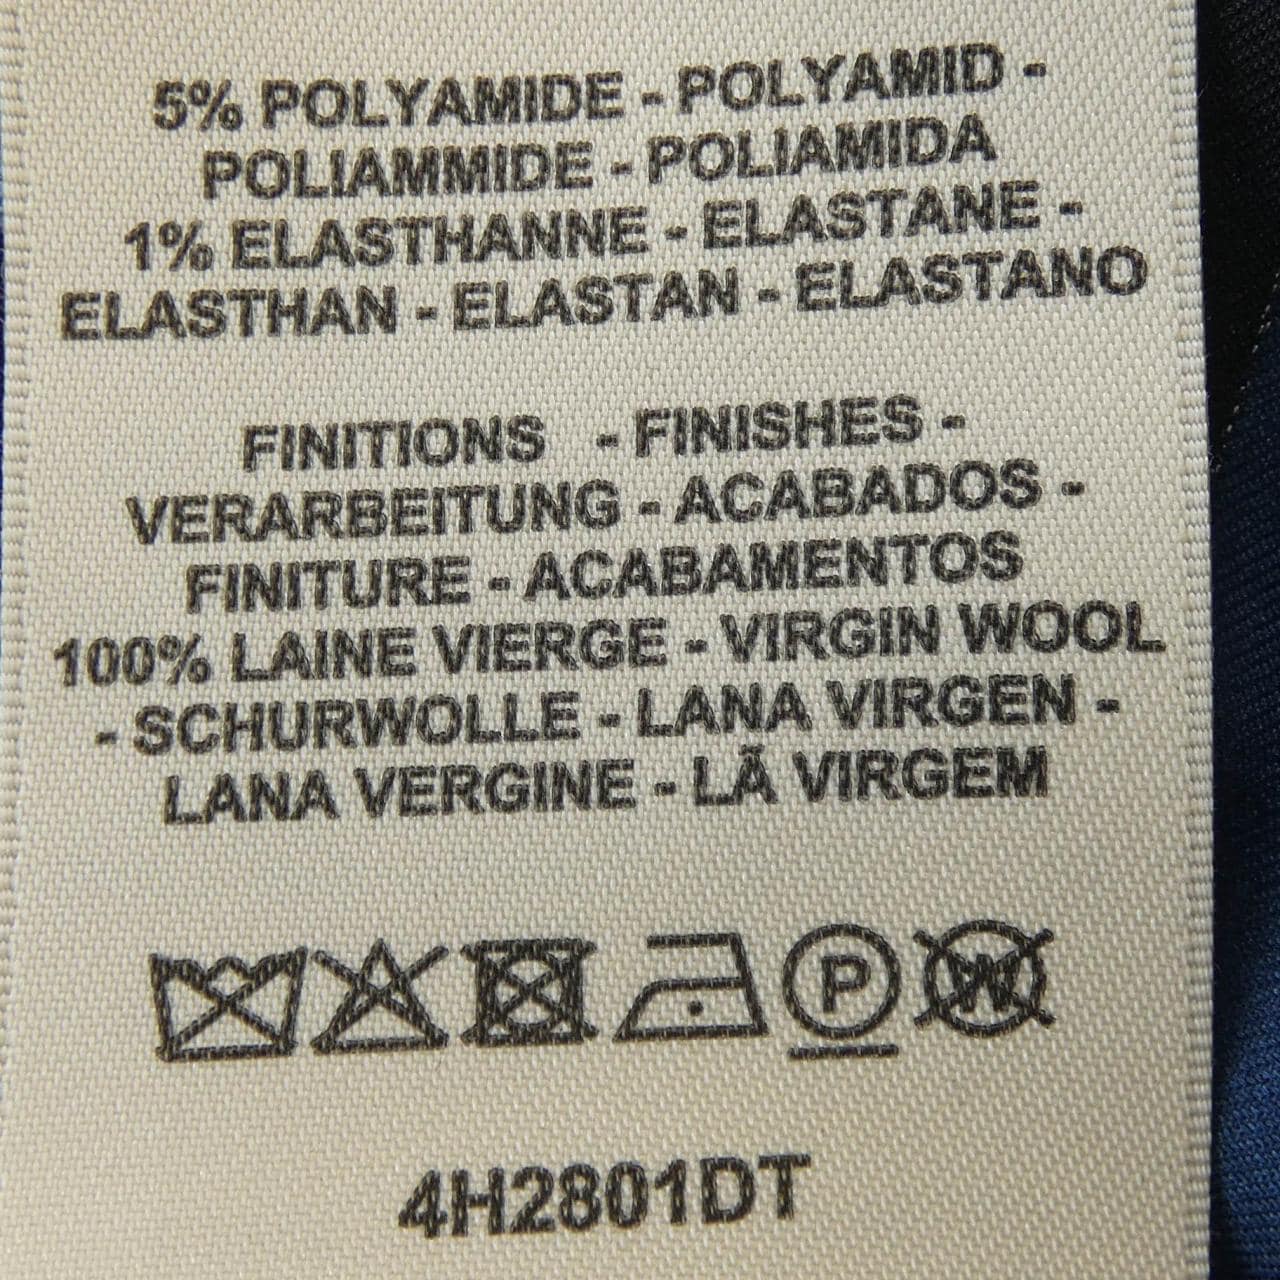 5% POLYAMIDE - POLYAMID -
POLIAMMIDE - POLIAMIDA
1% ELASTHANNE - ELASTANE -
ELASTHAN - ELASTAN - ELASTANO
FINITIONS - FINISHES -
VERARBEITUNG - ACABADOS -
FINITURE - ACABAMENTOS
100% LAINE VIERGE - VIRGIN WOOL
- SCHURWOLLE - LANA VIRGEN -
LANA VERGINE - LÃ VIRGEM
P W
4H2801DT